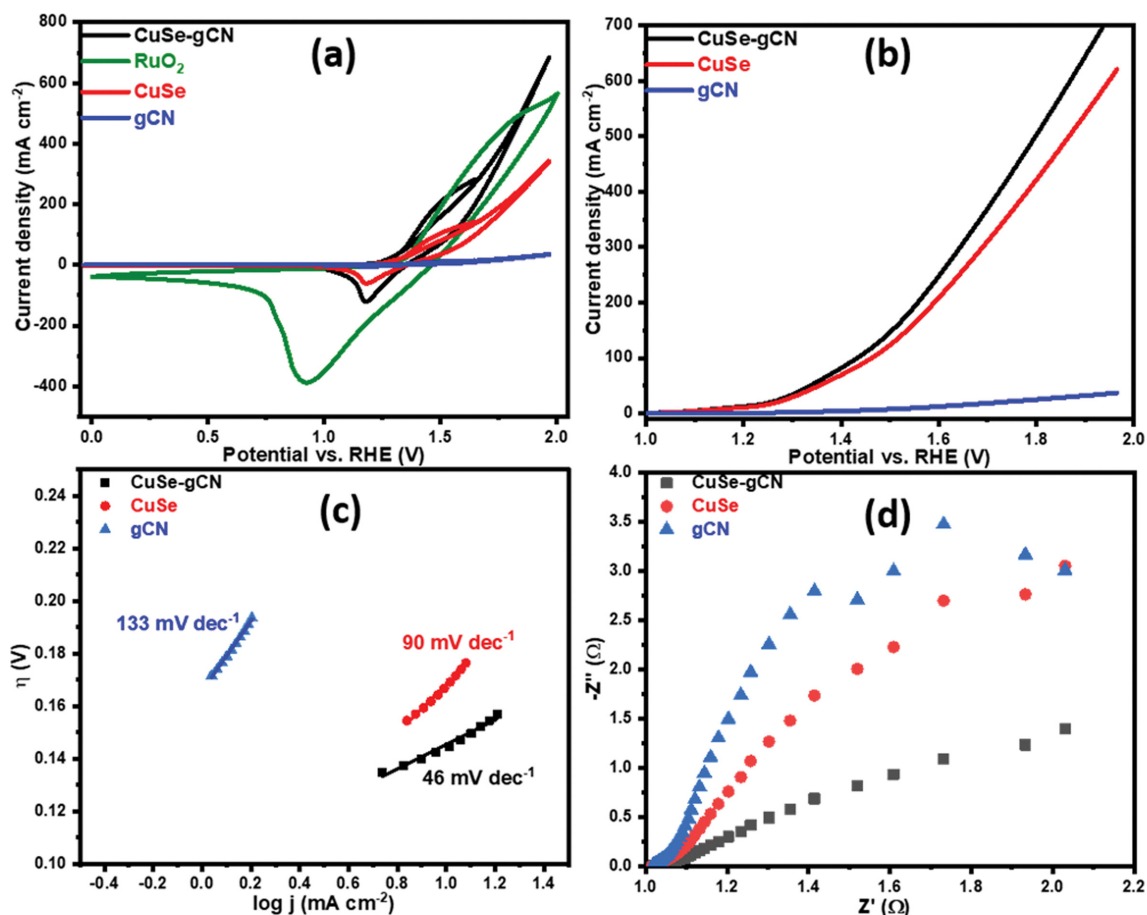 (a)
CuSe-gCN
RuO₂
CuSe
gCN
800
600
400
200
0
-200
-400
Current density (mA cm⁻²)
0.0 0.5 1.0 1.5 2.0
Potential vs. RHE (V)
(b)
CuSe-gCN
CuSe
gCN
700
600
500
400
300
200
100
0
Current density (mA cm⁻²)
1.0 1.2 1.4 1.6 1.8 2.0
Potential vs. RHE (V)
(c)
CuSe-gCN
CuSe
gCN
133 mV dec⁻¹
90 mV dec⁻¹
46 mV dec⁻¹
0.24
0.22
0.20
0.18
0.16
0.14
0.12
0.10
η (V)
-0.4 -0.2 0.0 0.2 0.4 0.6 0.8 1.0 1.2 1.4
log j (mA cm⁻²)
(d)
CuSe-gCN
CuSe
gCN
4.0
3.5
3.0
2.5
2.0
1.5
1.0
0.5
0.0
-Z'' (Ω)
1.0 1.2 1.4 1.6 1.8 2.0 2.2
Z' (Ω)